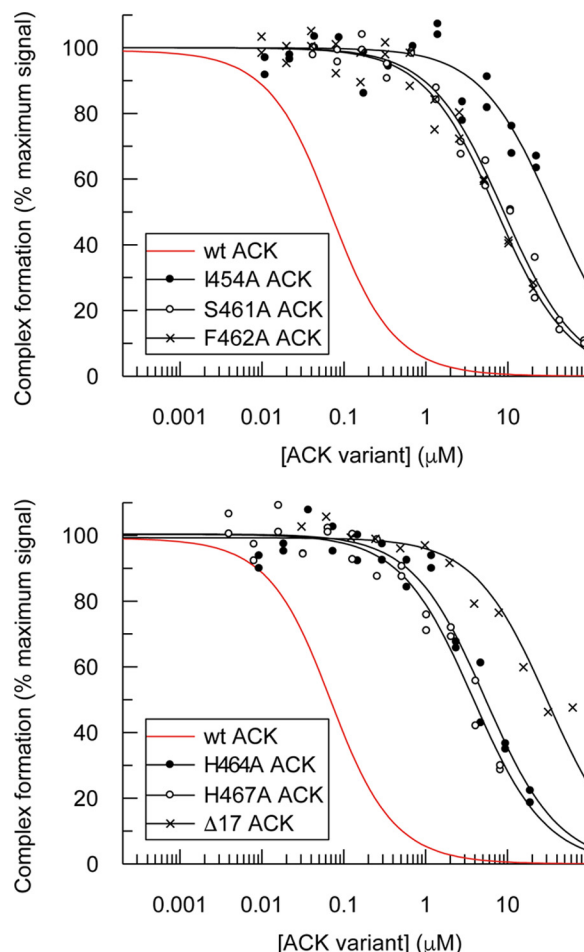 Complex formation (% maximum signal)
100
80
60
40
20
0
wt ACK
I454A ACK
S461A ACK
F462A ACK
0.001 0.01 0.1 1 10
[ACK variant] (μM)
Complex formation (% maximum signal)
100
80
60
40
20
0
wt ACK
H464A ACK
H467A ACK
Δ17 ACK
0.001 0.01 0.1 1 10
[ACK variant] (μM)